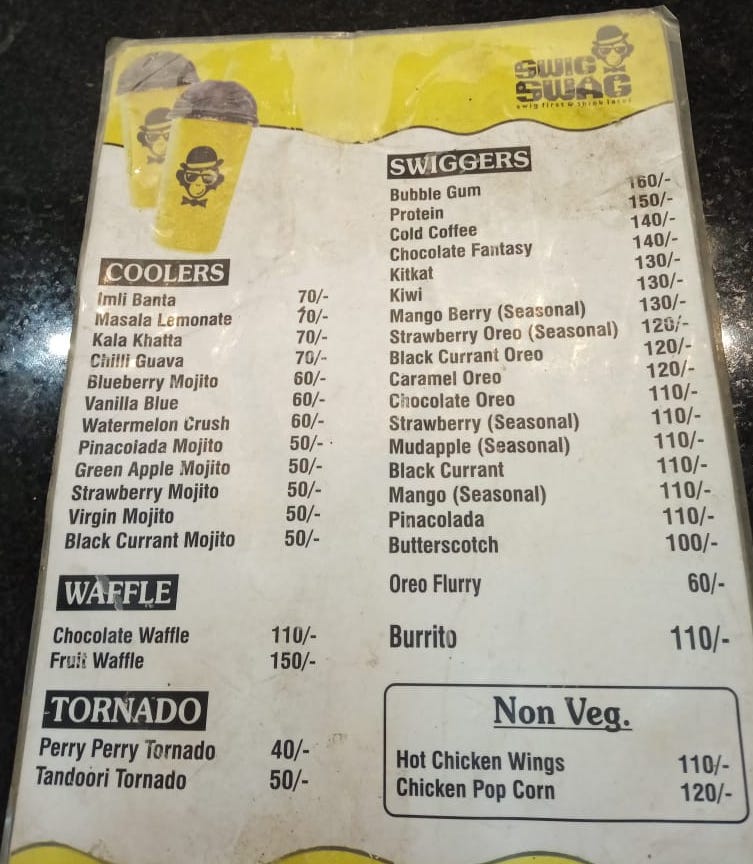 SWIG
SWAG
swig first & think later
COOLERS
Imli Banta 70/-
Masala Lemonate 70/-
Kala Khatta 70/-
Chilli Guava 70/-
Blueberry Mojito 60/-
Vanilla Blue 60/-
Watermelon Crush 60/-
Pinacolada Mojito 50/-
Green Apple Mojito 50/-
Strawberry Mojito 50/-
Virgin Mojito 50/-
Black Currant Mojito 50/-
WAFFLE
Chocolate Waffle 110/-
Fruit Waffle 150/-
TORNADO
Perry Perry Tornado 40/-
Tandoori Tornado 50/-
SWIGGERS
Bubble Gum 160/-
Protein 150/-
Cold Coffee 140/-
Chocolate Fantasy 140/-
Kitkat 130/-
Kiwi 130/-
Mango Berry (Seasonal) 130/-
Strawberry Oreo (Seasonal) 120/-
Black Currant Oreo 120/-
Caramel Oreo 120/-
Chocolate Oreo 110/-
Strawberry (Seasonal) 110/-
Mudapple (Seasonal) 110/-
Black Currant 110/-
Mango (Seasonal) 110/-
Pinacolada 110/-
Butterscotch 100/-
Oreo Flurry 60/-
Burrito 110/-
Non Veg.
Hot Chicken Wings 110/-
Chicken Pop Corn 120/-